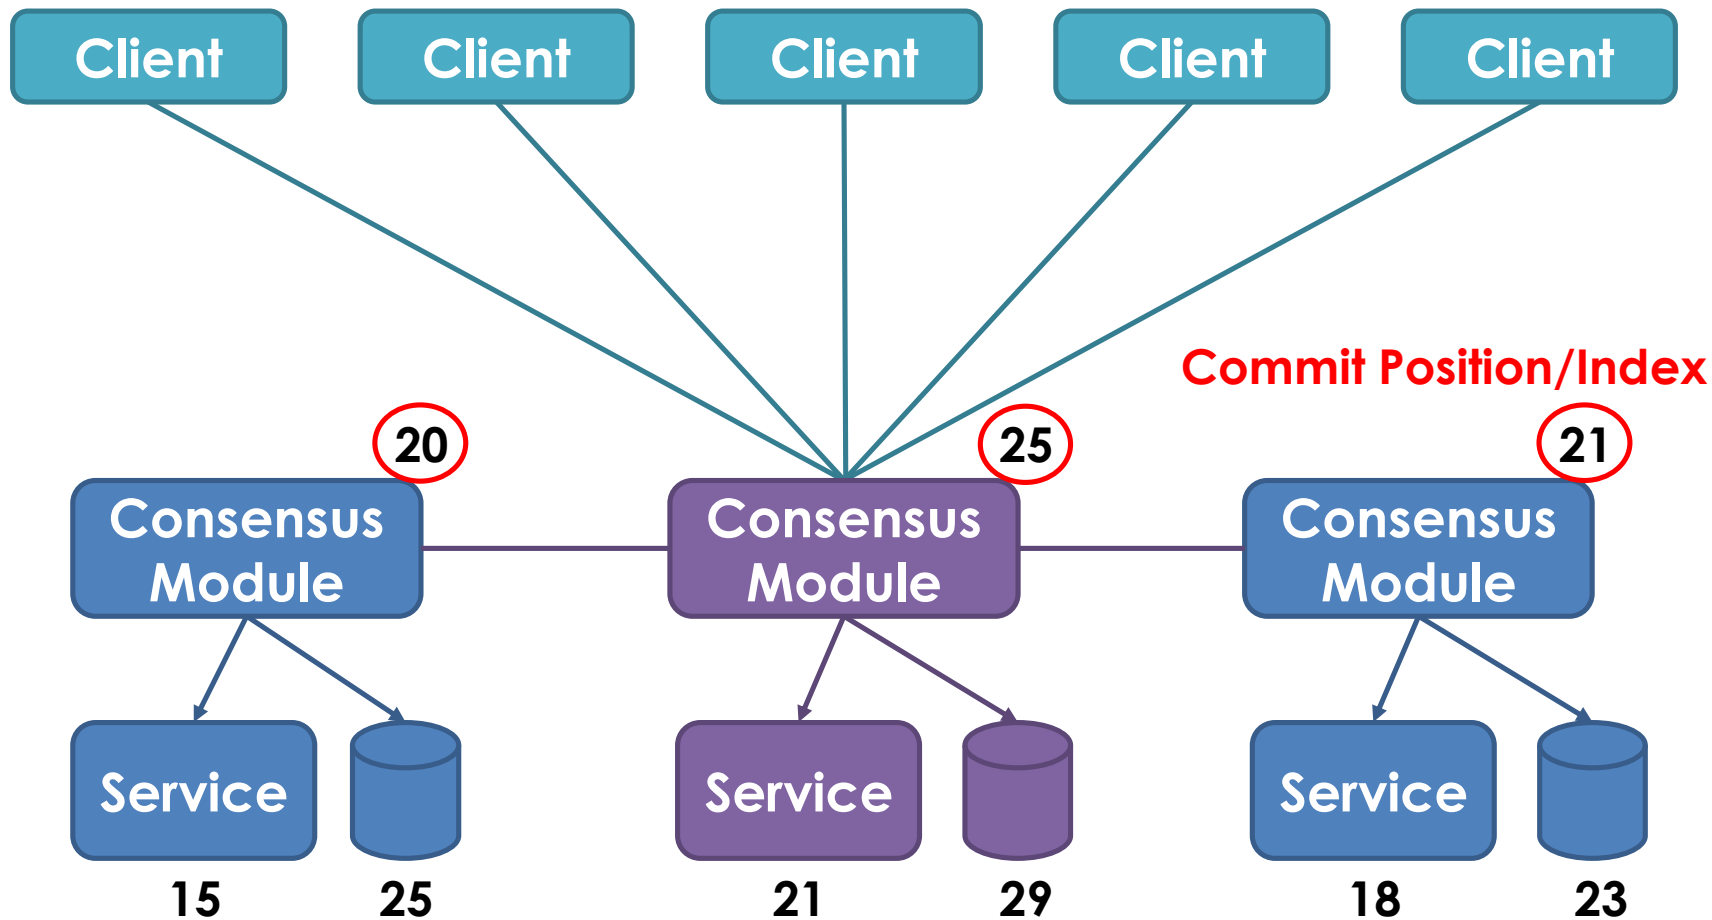 Client Client Client Client Client
Commit Position/Index
20 25 21
Consensus Module
Consensus Module
Consensus Module
Service Service Service
15 25 21 29 18 23